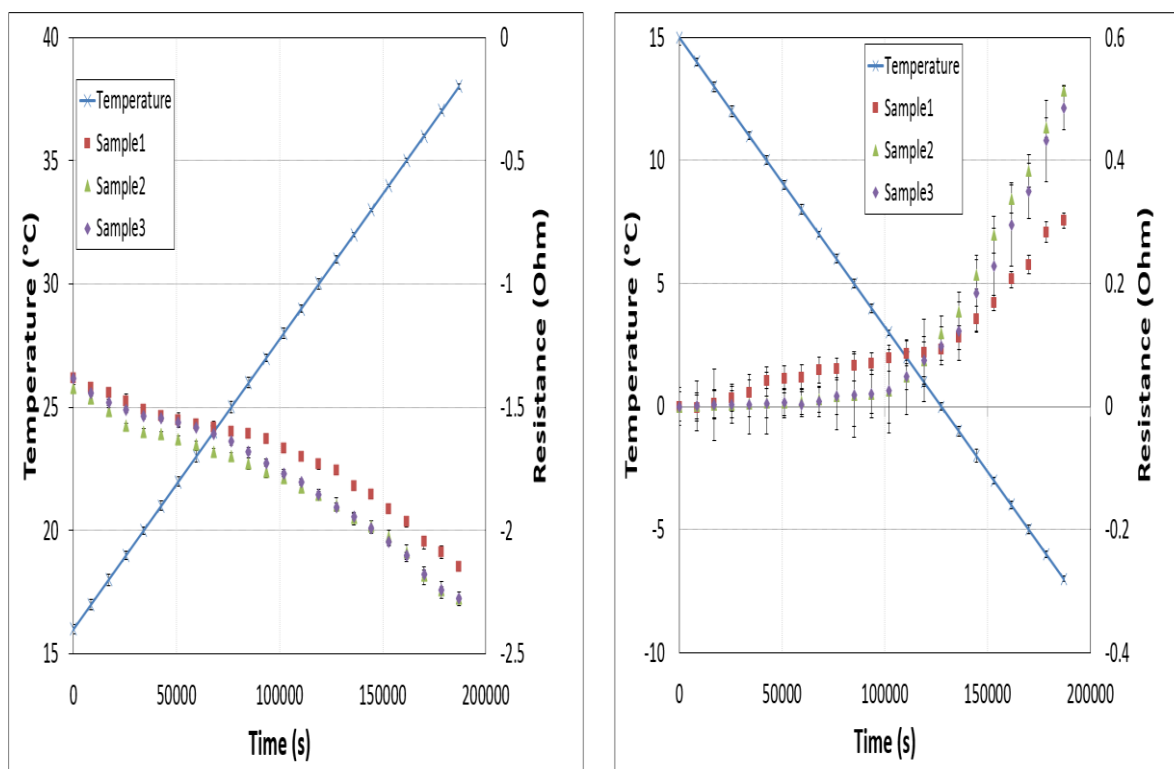 40
35
30
25
20
15
Temperature (°C)
Temperature
Sample1
Sample2
Sample3
0
-0.5
-1
-1.5
-2
-2.5
Resistance (Ohm)
0 50000 100000 150000 200000
Time (s)
15
10
5
0
-5
-10
Temperature (°C)
Temperature
Sample1
Sample2
Sample3
0.6
0.4
0.2
0
-0.2
-0.4
Resistance (Ohm)
0 50000 100000 150000 200000
Time (s)